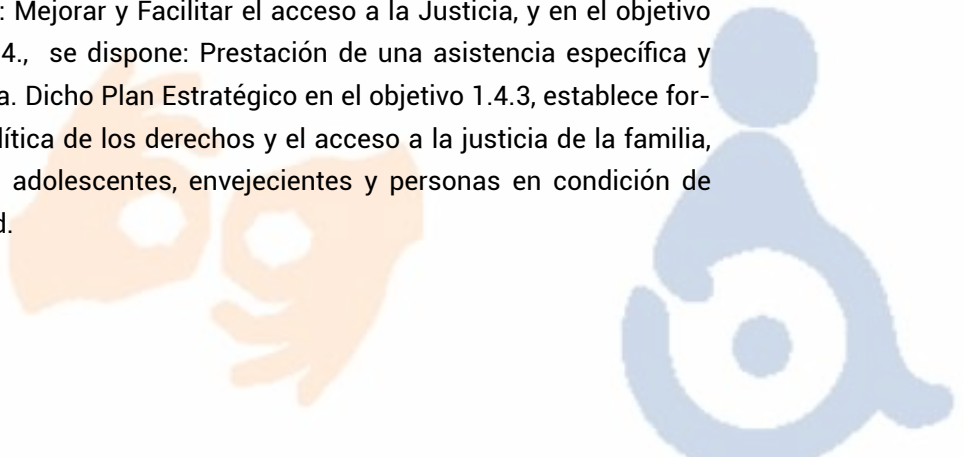 : Mejorar y Facilitar el acceso a la Justicia, y en el objetivo
4., se dispone: Prestación de una asistencia específica y
a. Dicho Plan Estratégico en el objetivo 1.4.3, establece for-
lítica de los derechos y el acceso a la justicia de la familia,
adolescentes, envejecientes y personas en condición de
d.